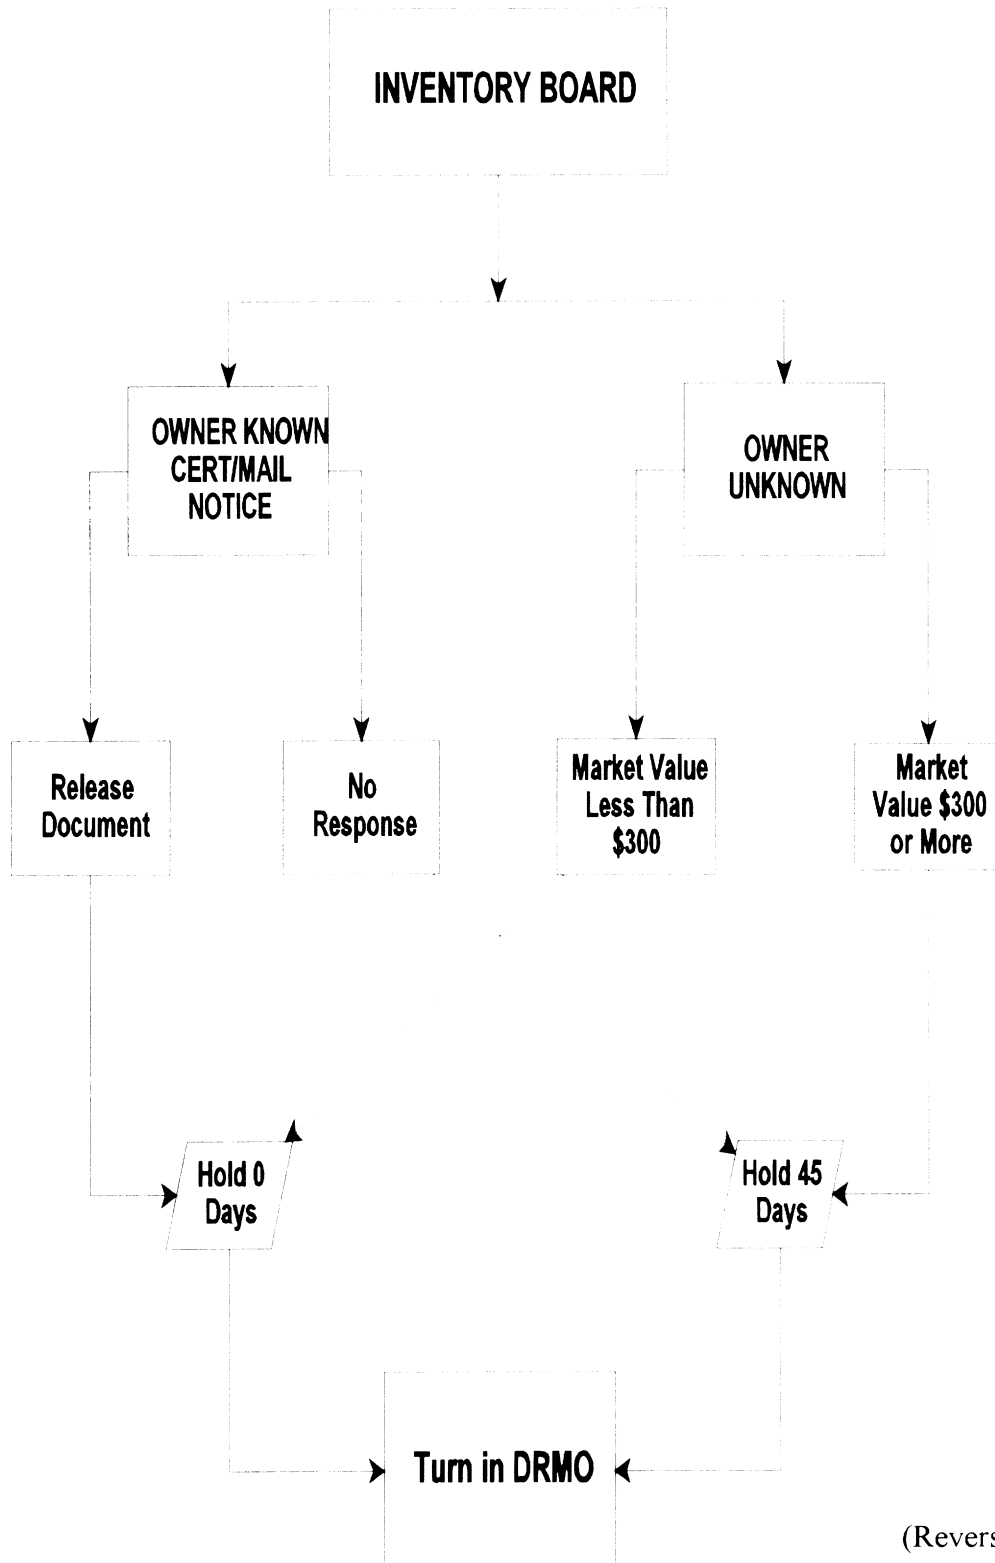 INVENTORY BOARD
OWNER KNOWN
CERT/MAIL
NOTICE
OWNER
UNKNOWN
Release
Document
No
Response
Market Value
Less Than
$300
Market
Value $300
or More
Hold 0
Days
Hold 45
Days
Turn in DRMO
(Revers